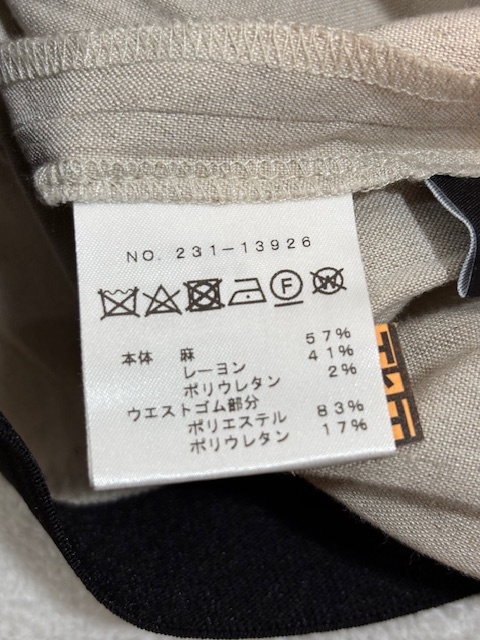 NO. 231-13926
F W
本体 麻 57%
レーヨン 41%
ポリウレタン 2%
ウエストゴム部分
ポリエステル 83%
ポリウレタン 17%